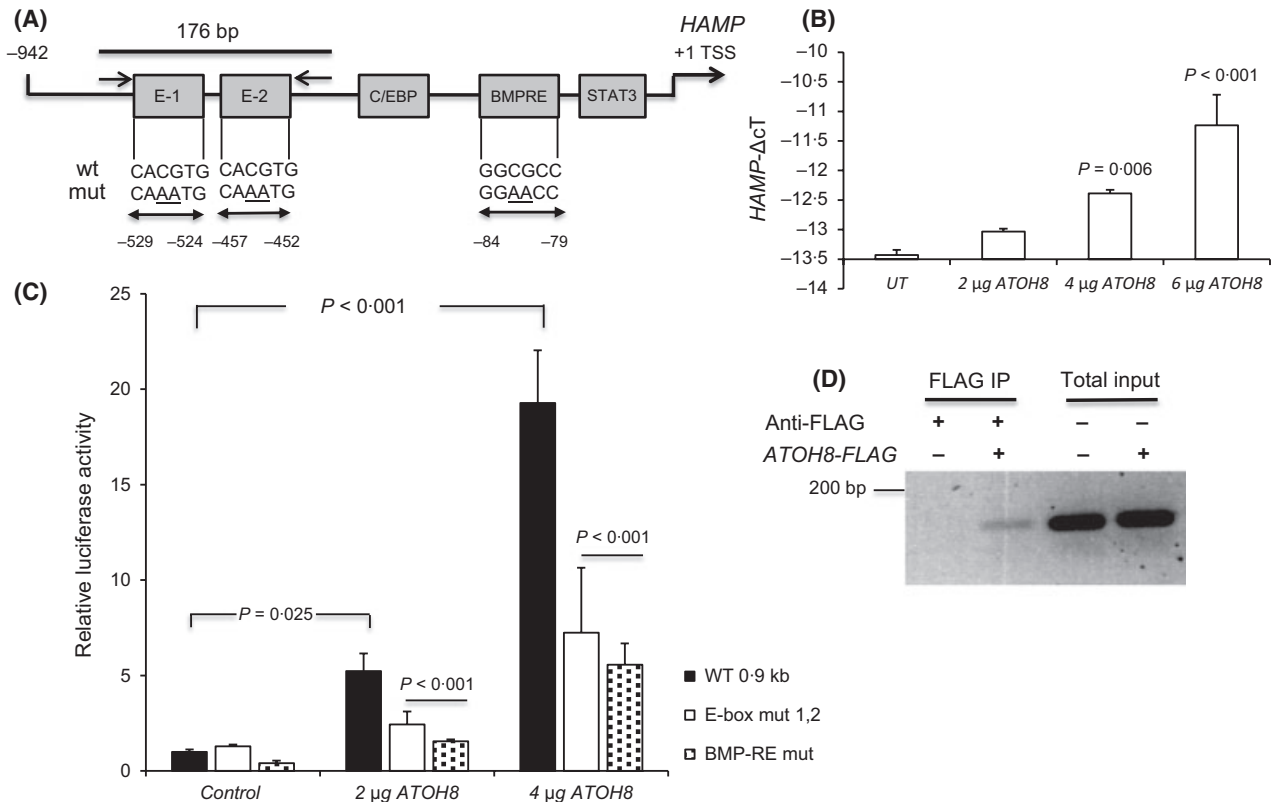 (A)
176 bp
HAMP
–942
+1 TSS
E-1
E-2
C/EBP
BMPRE
STAT3
wt
CACGTG
CACGTG
GGCGCC
mut
CAAATG
CAAATG
GGAACC
–529
–524
–457
–452
–84
–79
(B)
HAMP-ΔcT
–10
–10·5
–11
–11·5
–12
–12·5
–13
–13·5
–14
P < 0·001
P = 0·006
UT
2 µg ATOH8
4 µg ATOH8
6 µg ATOH8
(C)
Relative luciferase activity
25
20
15
10
5
0
P < 0·001
P = 0·025
P < 0·001
P < 0·001
Control
2 µg ATOH8
4 µg ATOH8
WT 0·9 kb
E-box mut 1,2
BMP-RE mut
(D)
FLAG IP
Total input
Anti-FLAG
+
+
–
–
ATOH8-FLAG
–
+
–
+
200 bp